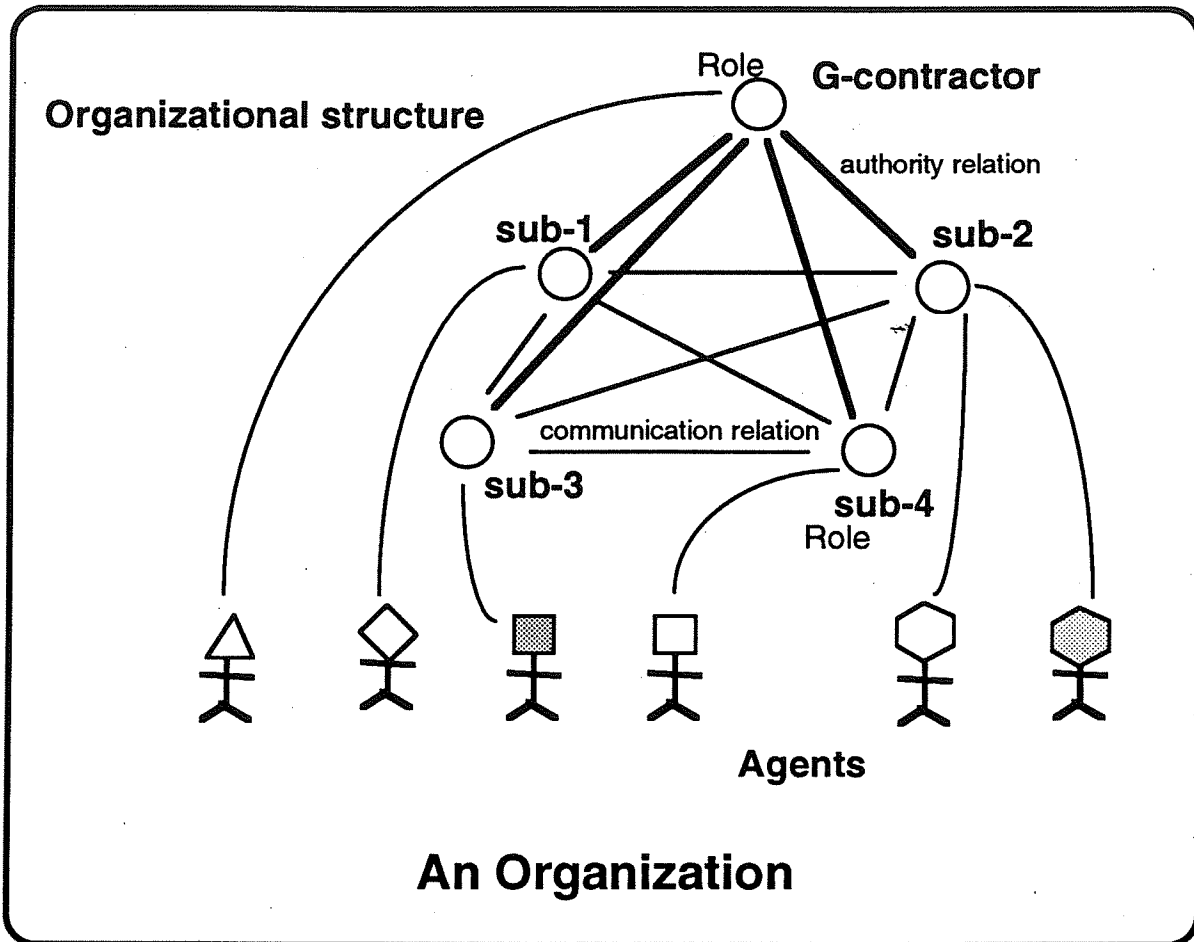 Role
G-contractor
Organizational structure
authority relation
sub-1
sub-2
communication relation
sub-3
sub-4
Role
Agents
An Organization